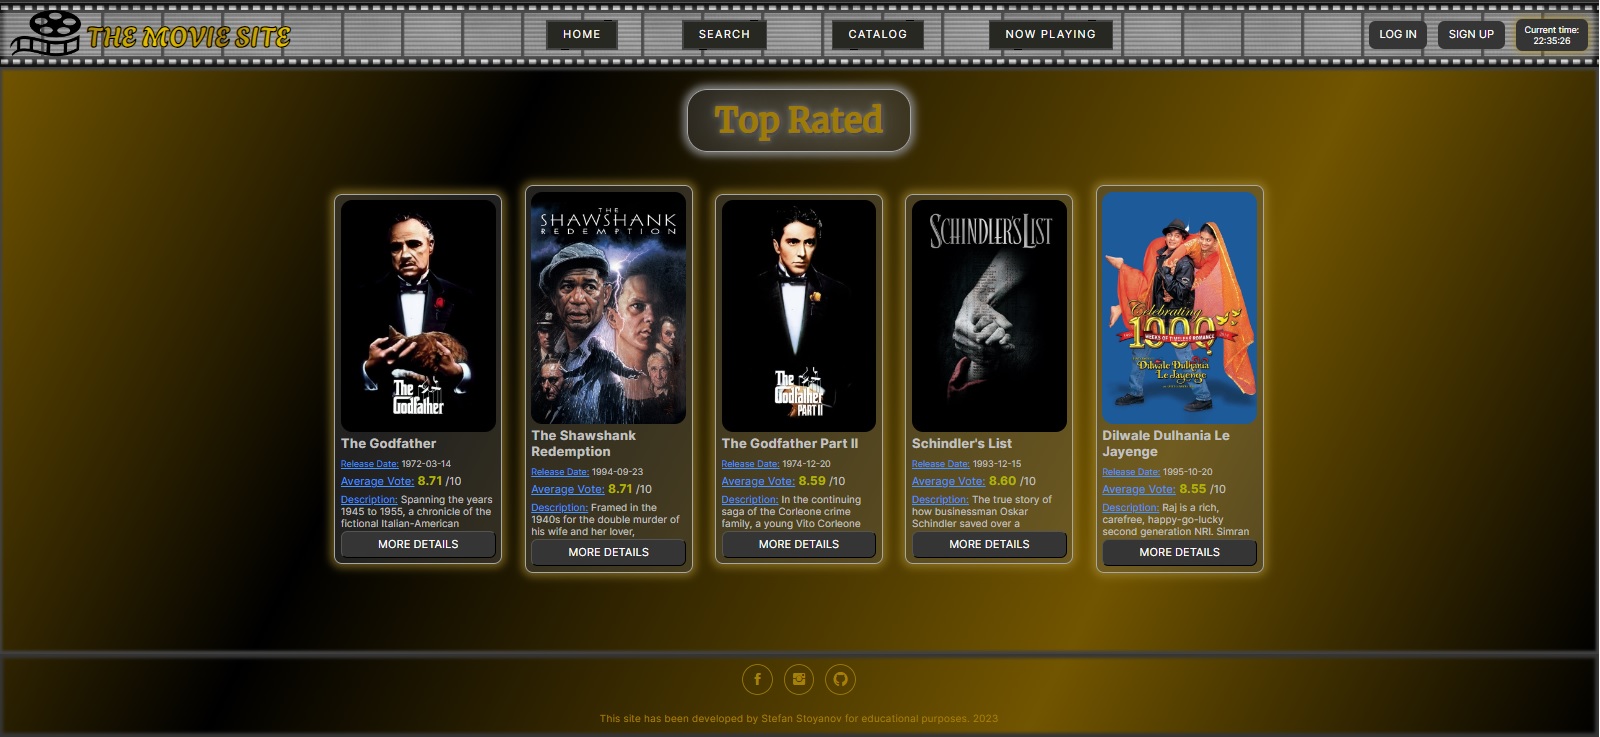 THE MOVIE SITE
HOME
SEARCH
CATALOG
NOW PLAYING
LOG IN
SIGN UP
Current time:
22:35:26
Top Rated
The
Godfather
The Godfather
Release Date: 1972-03-14
Average Vote: 8.71 /10
Description: Spanning the years
1945 to 1955, a chronicle of the
fictional Italian-American
MORE DETAILS
THE
SHAWSHANK
REDEMPTION
The Shawshank
Redemption
Release Date: 1994-09-23
Average Vote: 8.71 /10
Description: Framed in the
1940s for the double murder of
his wife and her lover,
MORE DETAILS
The
Godfather
PART II
The Godfather Part II
Release Date: 1974-12-20
Average Vote: 8.59 /10
Description: In the continuing
saga of the Corleone crime
family, a young Vito Corleone
MORE DETAILS
SCHINDLER'S LIST
Schindler's List
Release Date: 1993-12-15
Average Vote: 8.60 /10
Description: The true story of
how businessman Oskar
Schindler saved over a
MORE DETAILS
Celebrating
1000
WEEKS OF TIMELESS ROMANCE
Dilwale Dulhania
Le Jayenge
Dilwale Dulhania Le
Jayenge
Release Date: 1995-10-20
Average Vote: 8.55 /10
Description: Raj is a rich,
carefree, happy-go-lucky
second generation NRI. Simran
MORE DETAILS
This site has been developed by Stefan Stoyanov for educational purposes. 2023